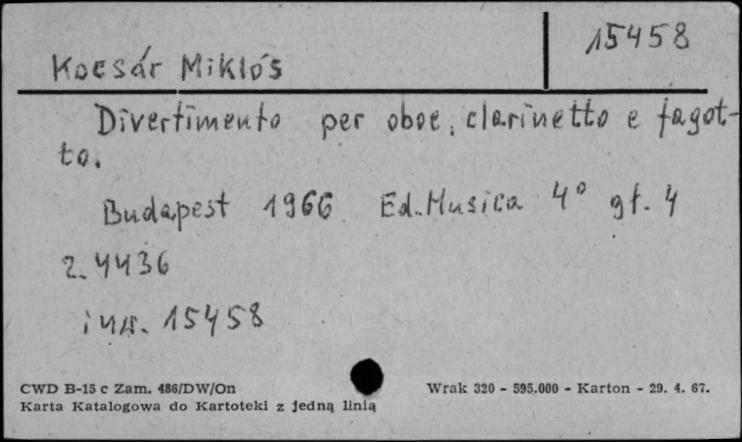 15458
Kocsár Miklós
Divertimento per oboe, clarinetto e fagot-
to.
Budapest 1966 Ed. Musica 4° gł. 4
Z. 4436
inw. 15458
CWD B-15 c Zam. 486/DW/On
Wrak 320 - 595.000 - Karton - 29. 4. 67.
Karta Katalogowa do Kartoteki z jedną linią